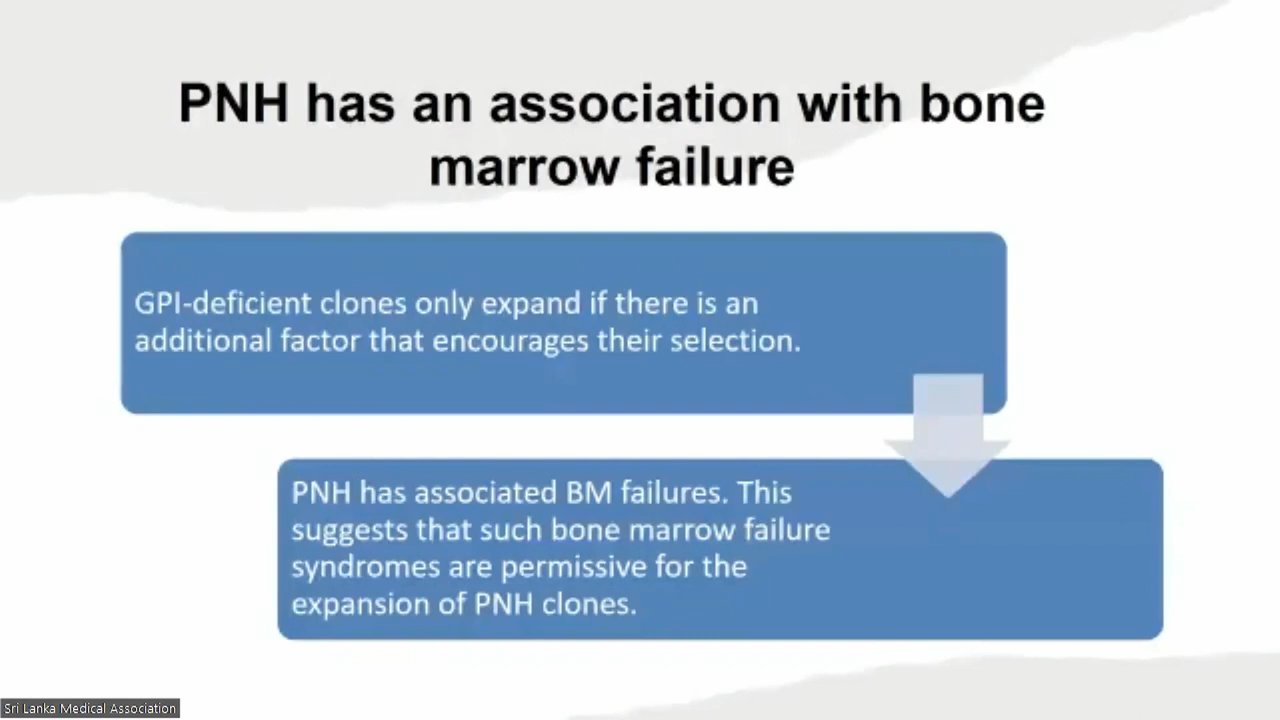 PNH has an association with bone
marrow failure
GPI-deficient clones only expand if there is an
additional factor that encourages their selection.
PNH has associated BM failures. This
suggests that such bone marrow failure
syndromes are permissive for the
expansion of PNH clones.
Sri Lanka Medical Association